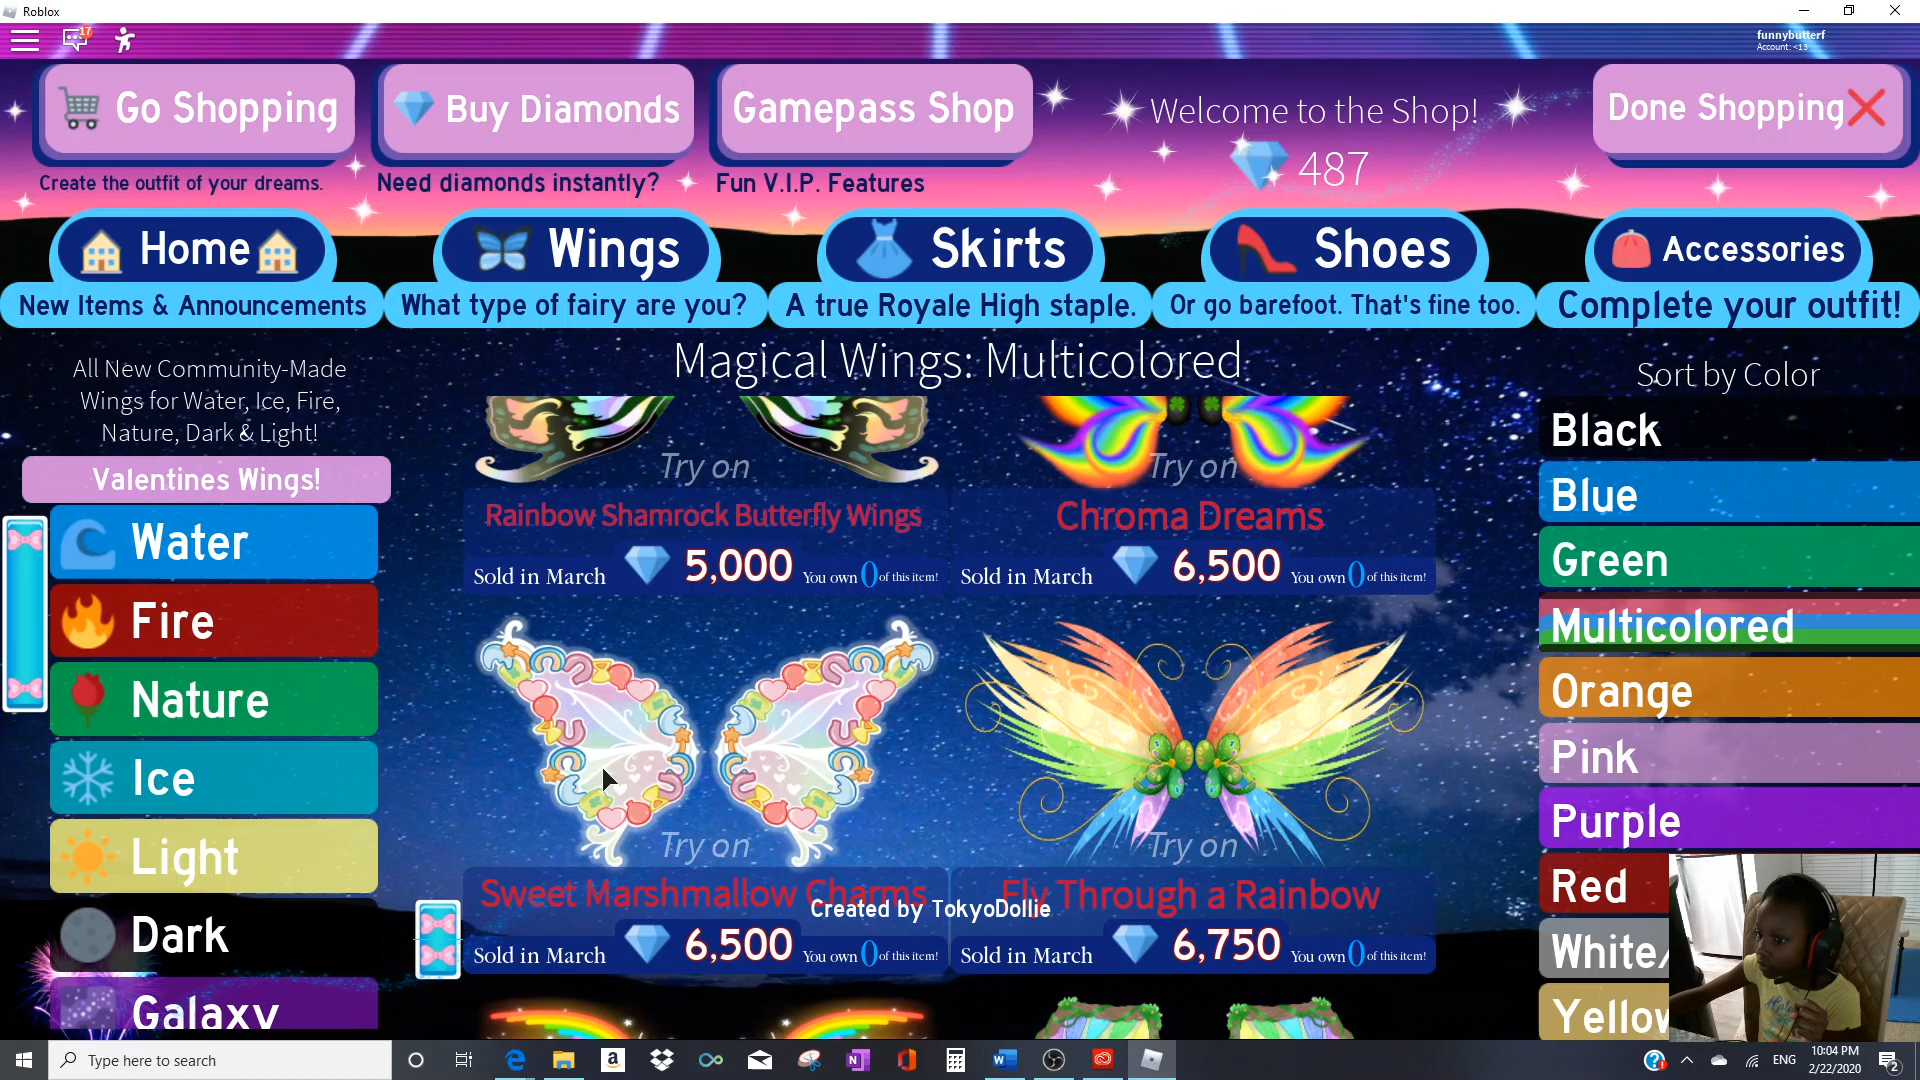 Roblox
17
funnybutterf
Account: <13
Go Shopping
Buy Diamonds
Gamepass Shop
Welcome to the Shop!
Done Shopping
487
Create the outfit of your dreams.
Need diamonds instantly?
Fun V.I.P. Features
Home
Wings
Skirts
Shoes
Accessories
New Items & Announcements
What type of fairy are you?
A true Royale High staple.
Or go barefoot. That's fine too.
Complete your outfit!
Magical Wings: Multicolored
All New Community-Made
Wings for Water, Ice, Fire,
Nature, Dark & Light!
Valentines Wings!
Water
Fire
Nature
Ice
Light
Dark
Galaxy
Try on
Try on
Rainbow Shamrock Butterfly Wings
Chroma Dreams
Sold in March 5,000 You own 0 of this item!
Sold in March 6,500 You own 0 of this item!
Try on
Try on
Sweet Marshmallow Charms
Fly Through a Rainbow
Created by TokyoDollie
Sold in March 6,500 You own 0 of this item!
Sold in March 6,750 You own 0 of this item!
Sort by Color
Black
Blue
Green
Multicolored
Orange
Pink
Purple
Red
White/
Yellow
Type here to search
ENG
10:04 PM
2/22/2020
2